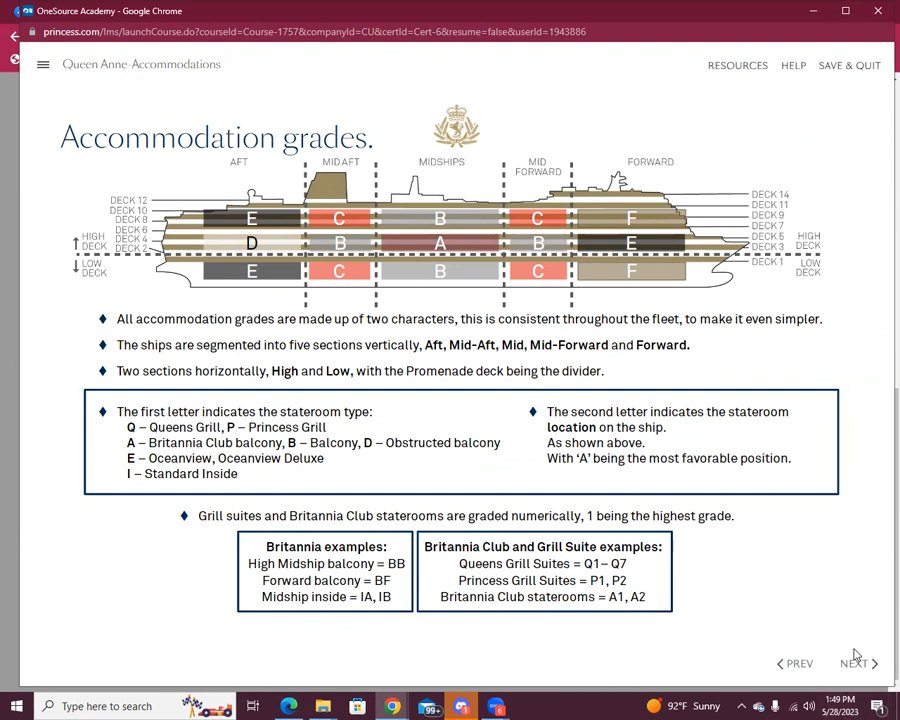 OneSource Academy - Google Chrome
princess.com/lms/launchCourse.do?courseId=Course-1757&companyId=CU&certId=Cert-6&resume=false&userId=1943886
Queen Anne-Accommodations
RESOURCES HELP SAVE & QUIT
Accommodation grades.
AFT MID AFT MIDSHIPS MID FORWARD FORWARD
DECK 12
DECK 10
DECK 8
DECK 6
DECK 4
DECK 2
HIGH DECK
LOW DECK
E C B C F
D B A B E
E C B C F
DECK 14
DECK 11
DECK 9
DECK 7
DECK 5
DECK 3
DECK 1
HIGH DECK
LOW DECK
All accommodation grades are made up of two characters, this is consistent throughout the fleet, to make it even simpler.
The ships are segmented into five sections vertically, Aft, Mid-Aft, Mid, Mid-Forward and Forward.
Two sections horizontally, High and Low, with the Promenade deck being the divider.
The first letter indicates the stateroom type:
Q – Queens Grill, P – Princess Grill
A – Britannia Club balcony, B – Balcony, D – Obstructed balcony
E – Oceanview, Oceanview Deluxe
I – Standard Inside
The second letter indicates the stateroom
location on the ship.
As shown above.
With 'A' being the most favorable position.
Grill suites and Britannia Club staterooms are graded numerically, 1 being the highest grade.
Britannia examples:
High Midship balcony = BB
Forward balcony = BF
Midship inside = IA, IB
Britannia Club and Grill Suite examples:
Queens Grill Suites = Q1– Q7
Princess Grill Suites = P1, P2
Britannia Club staterooms = A1, A2
PREV NEXT
Type here to search
99+
1
6
92°F Sunny
1:49 PM
5/28/2023
1